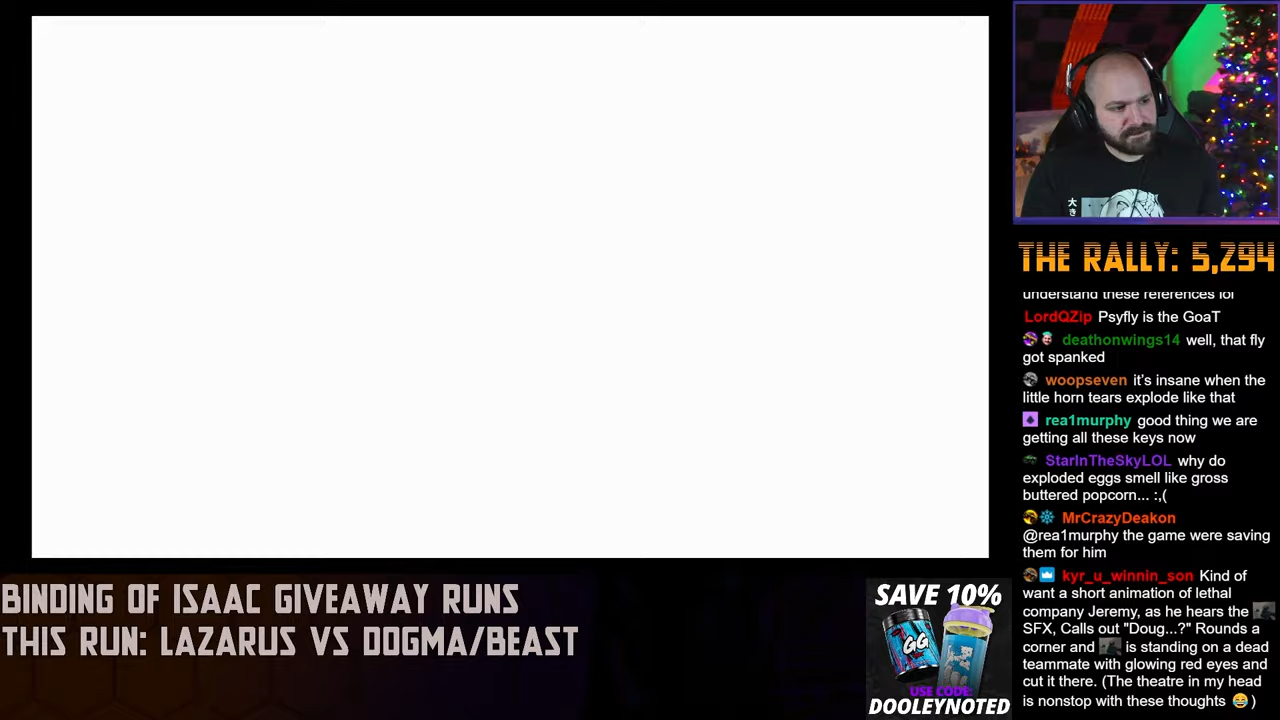 大き
THE RALLY: 5,294
understand these references lol
LordQZip Psyfly is the GoaT
deathonwings14 well, that fly
got spanked
woopseven it's insane when the
little horn tears explode like that
rea1murphy good thing we are
getting all these keys now
StarInTheSkyLOL why do
exploded eggs smell like gross
buttered popcorn... :,(
MrCrazyDeakon
@rea1murphy the game were saving
them for him
kyr_u_winnin_son Kind of
want a short animation of lethal
company Jeremy, as he hears the
SFX, Calls out "Doug...?" Rounds a
corner and is standing on a dead
teammate with glowing red eyes and
cut it there. (The theatre in my head
is nonstop with these thoughts 😂 )
BINDING OF ISAAC GIVEAWAY RUNS
THIS RUN: LAZARUS VS DOGMA/BEAST
SAVE 10%
GG
USE CODE:
DOOLEYNOTED